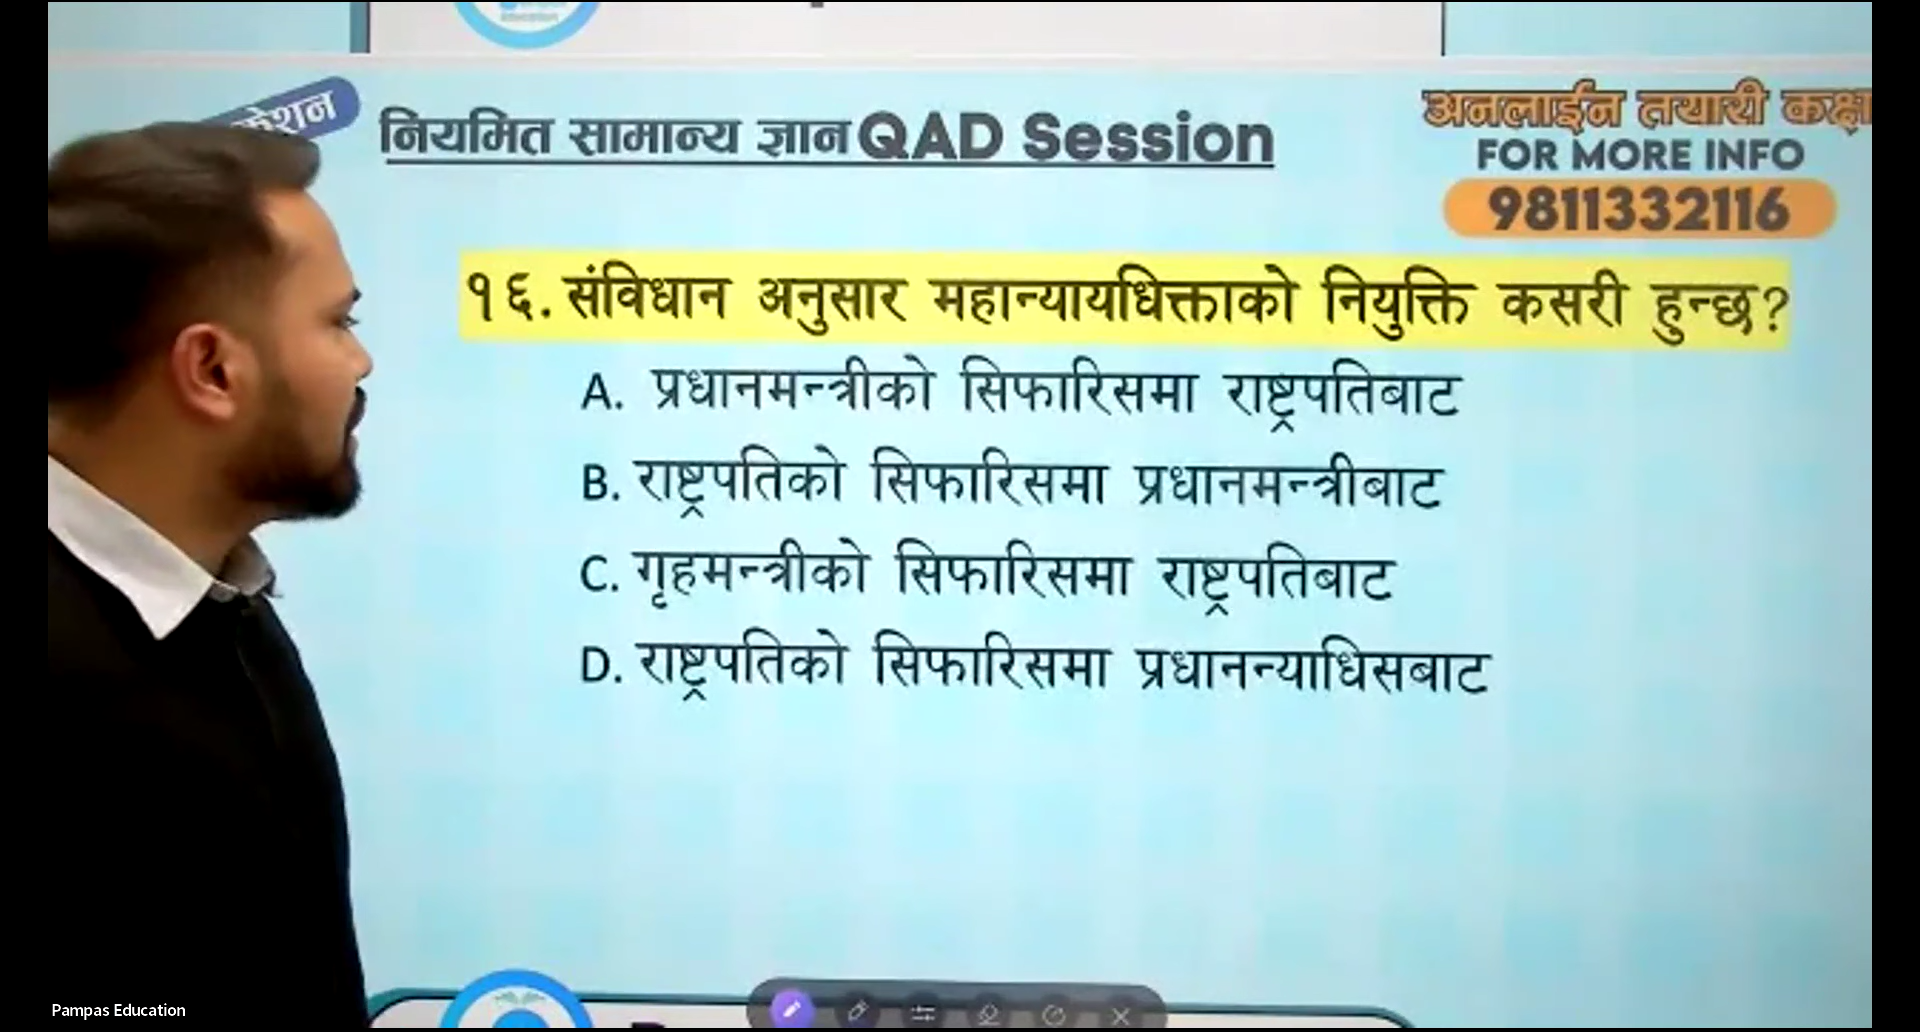 नियमित सामान्य ज्ञान QAD Session
अनलाईन तयारी कक्षा
FOR MORE INFO
9811332116
१६. संविधान अनुसार महान्यायधिक्ताको नियुक्ति कसरी हुन्छ?
A. प्रधानमन्त्रीको सिफारिसमा राष्ट्रपतिबाट
B. राष्ट्रपतिको सिफारिसमा प्रधानमन्त्रीबाट
C. गृहमन्त्रीको सिफारिसमा राष्ट्रपतिबाट
D. राष्ट्रपतिको सिफारिसमा प्रधानन्याधिसबाट
Pampas Education